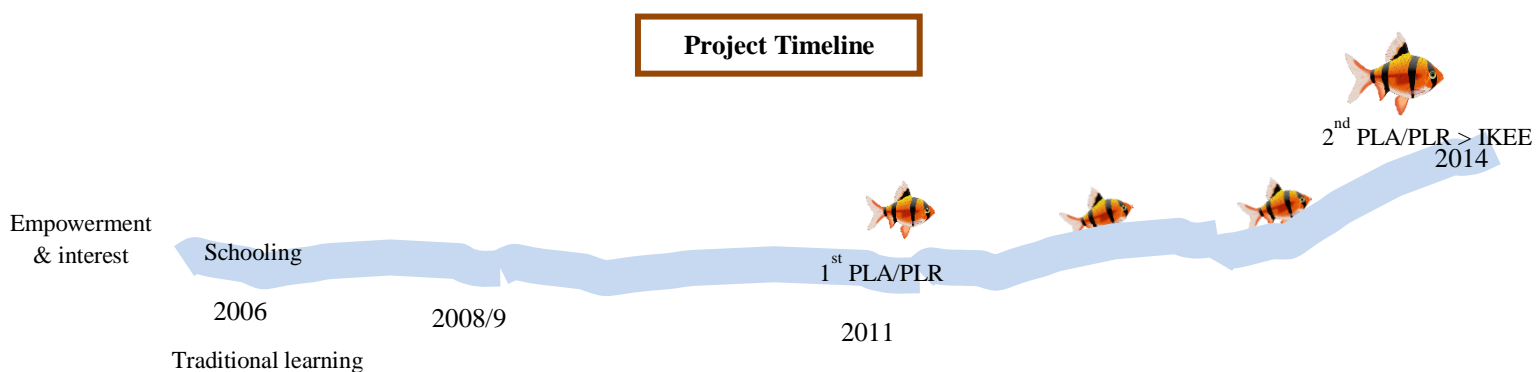 Project Timeline
2nd PLA/PLR > IKEE
2014
Empowerment
& interest
Schooling
1st PLA/PLR
2006
2008/9
2011
Traditional learning